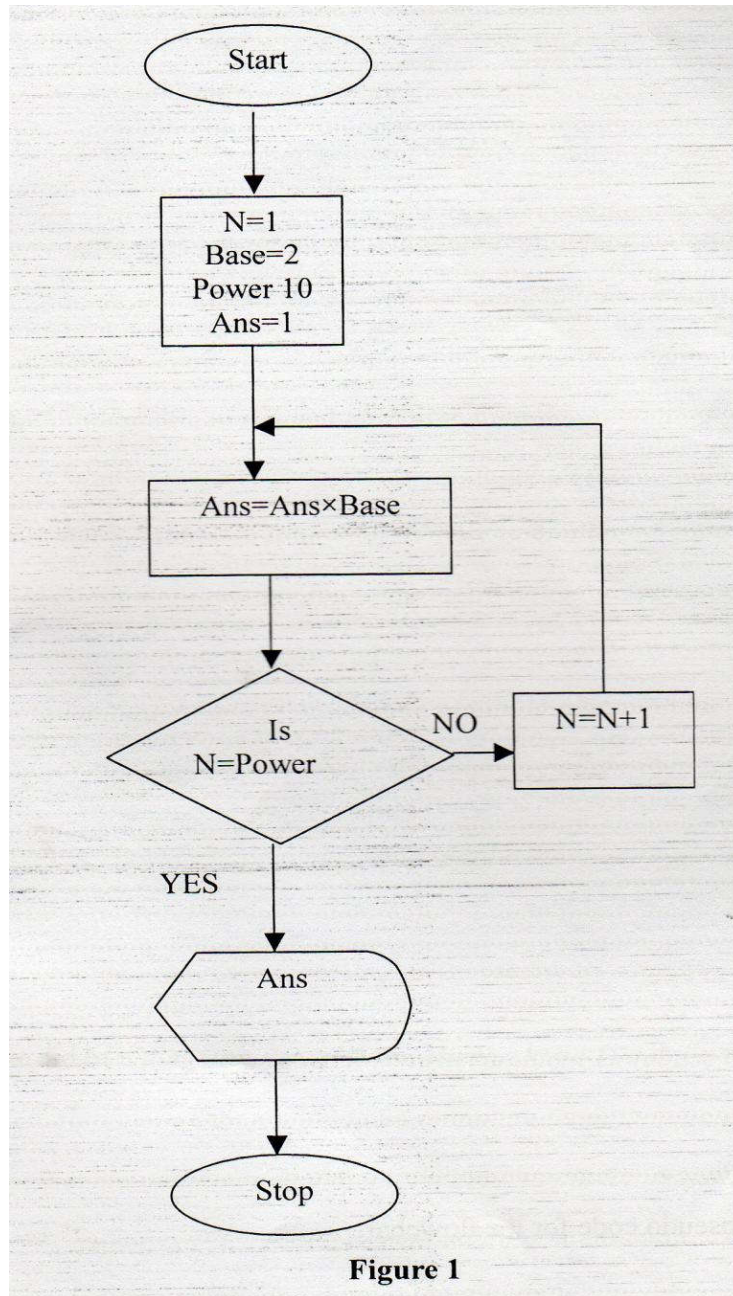 Start
N=1
Base=2
Power 10
Ans=1
Ans=Ans×Base
Is
N=Power
NO
N=N+1
YES
Ans
Stop
Figure 1